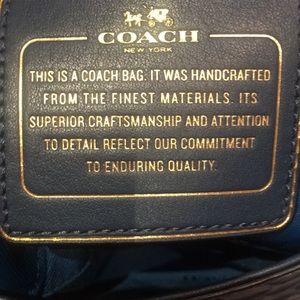 COACH
NEW YORK
THIS IS A COACH BAG. IT WAS HANDCRAFTED
FROM THE FINEST MATERIALS. ITS
SUPERIOR CRAFTSMANSHIP AND ATTENTION
TO DETAIL REFLECT OUR COMMITMENT
TO ENDURING QUALITY.